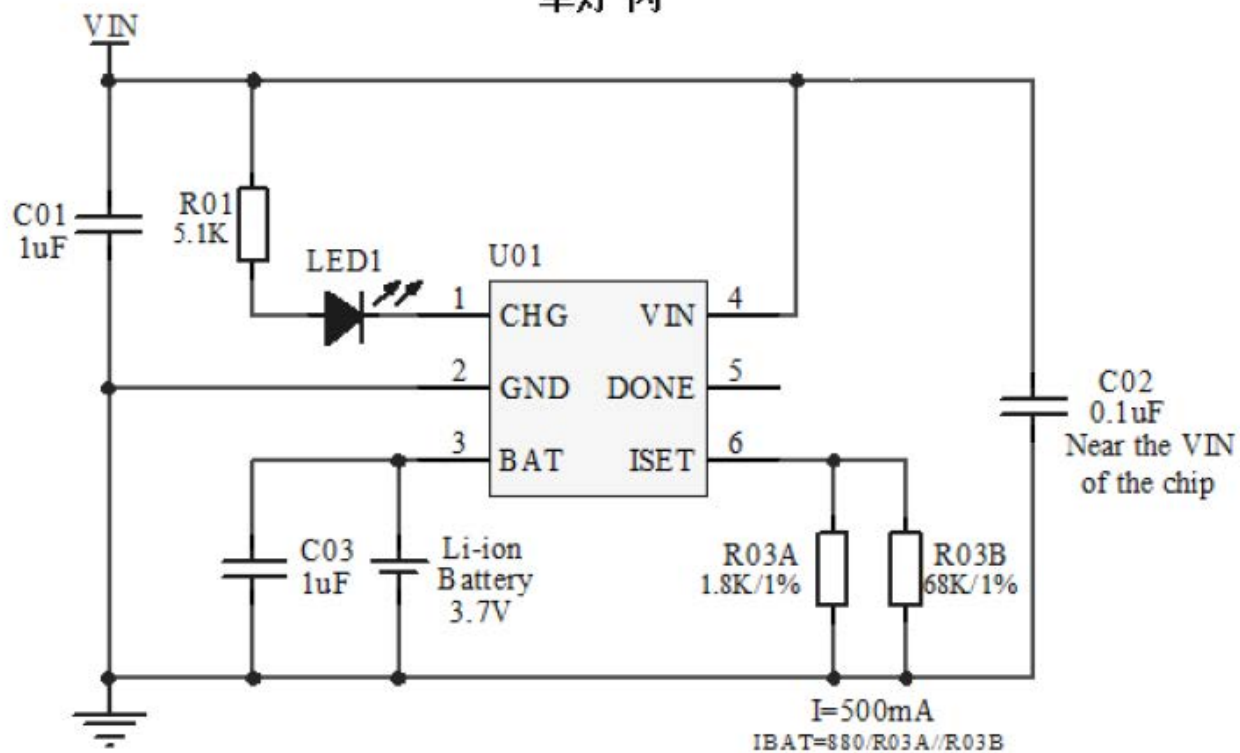 VIN
C01
1uF
R01
5.1K
LED1
U01
1
CHG
VIN
4
2
GND
DONE
5
3
BAT
ISET
6
C02
0.1uF
Near the VIN
of the chip
C03
1uF
Li-ion
Battery
3.7V
R03A
1.8K/1%
R03B
68K/1%
I=500mA
IBAT=880/R03A//R03B